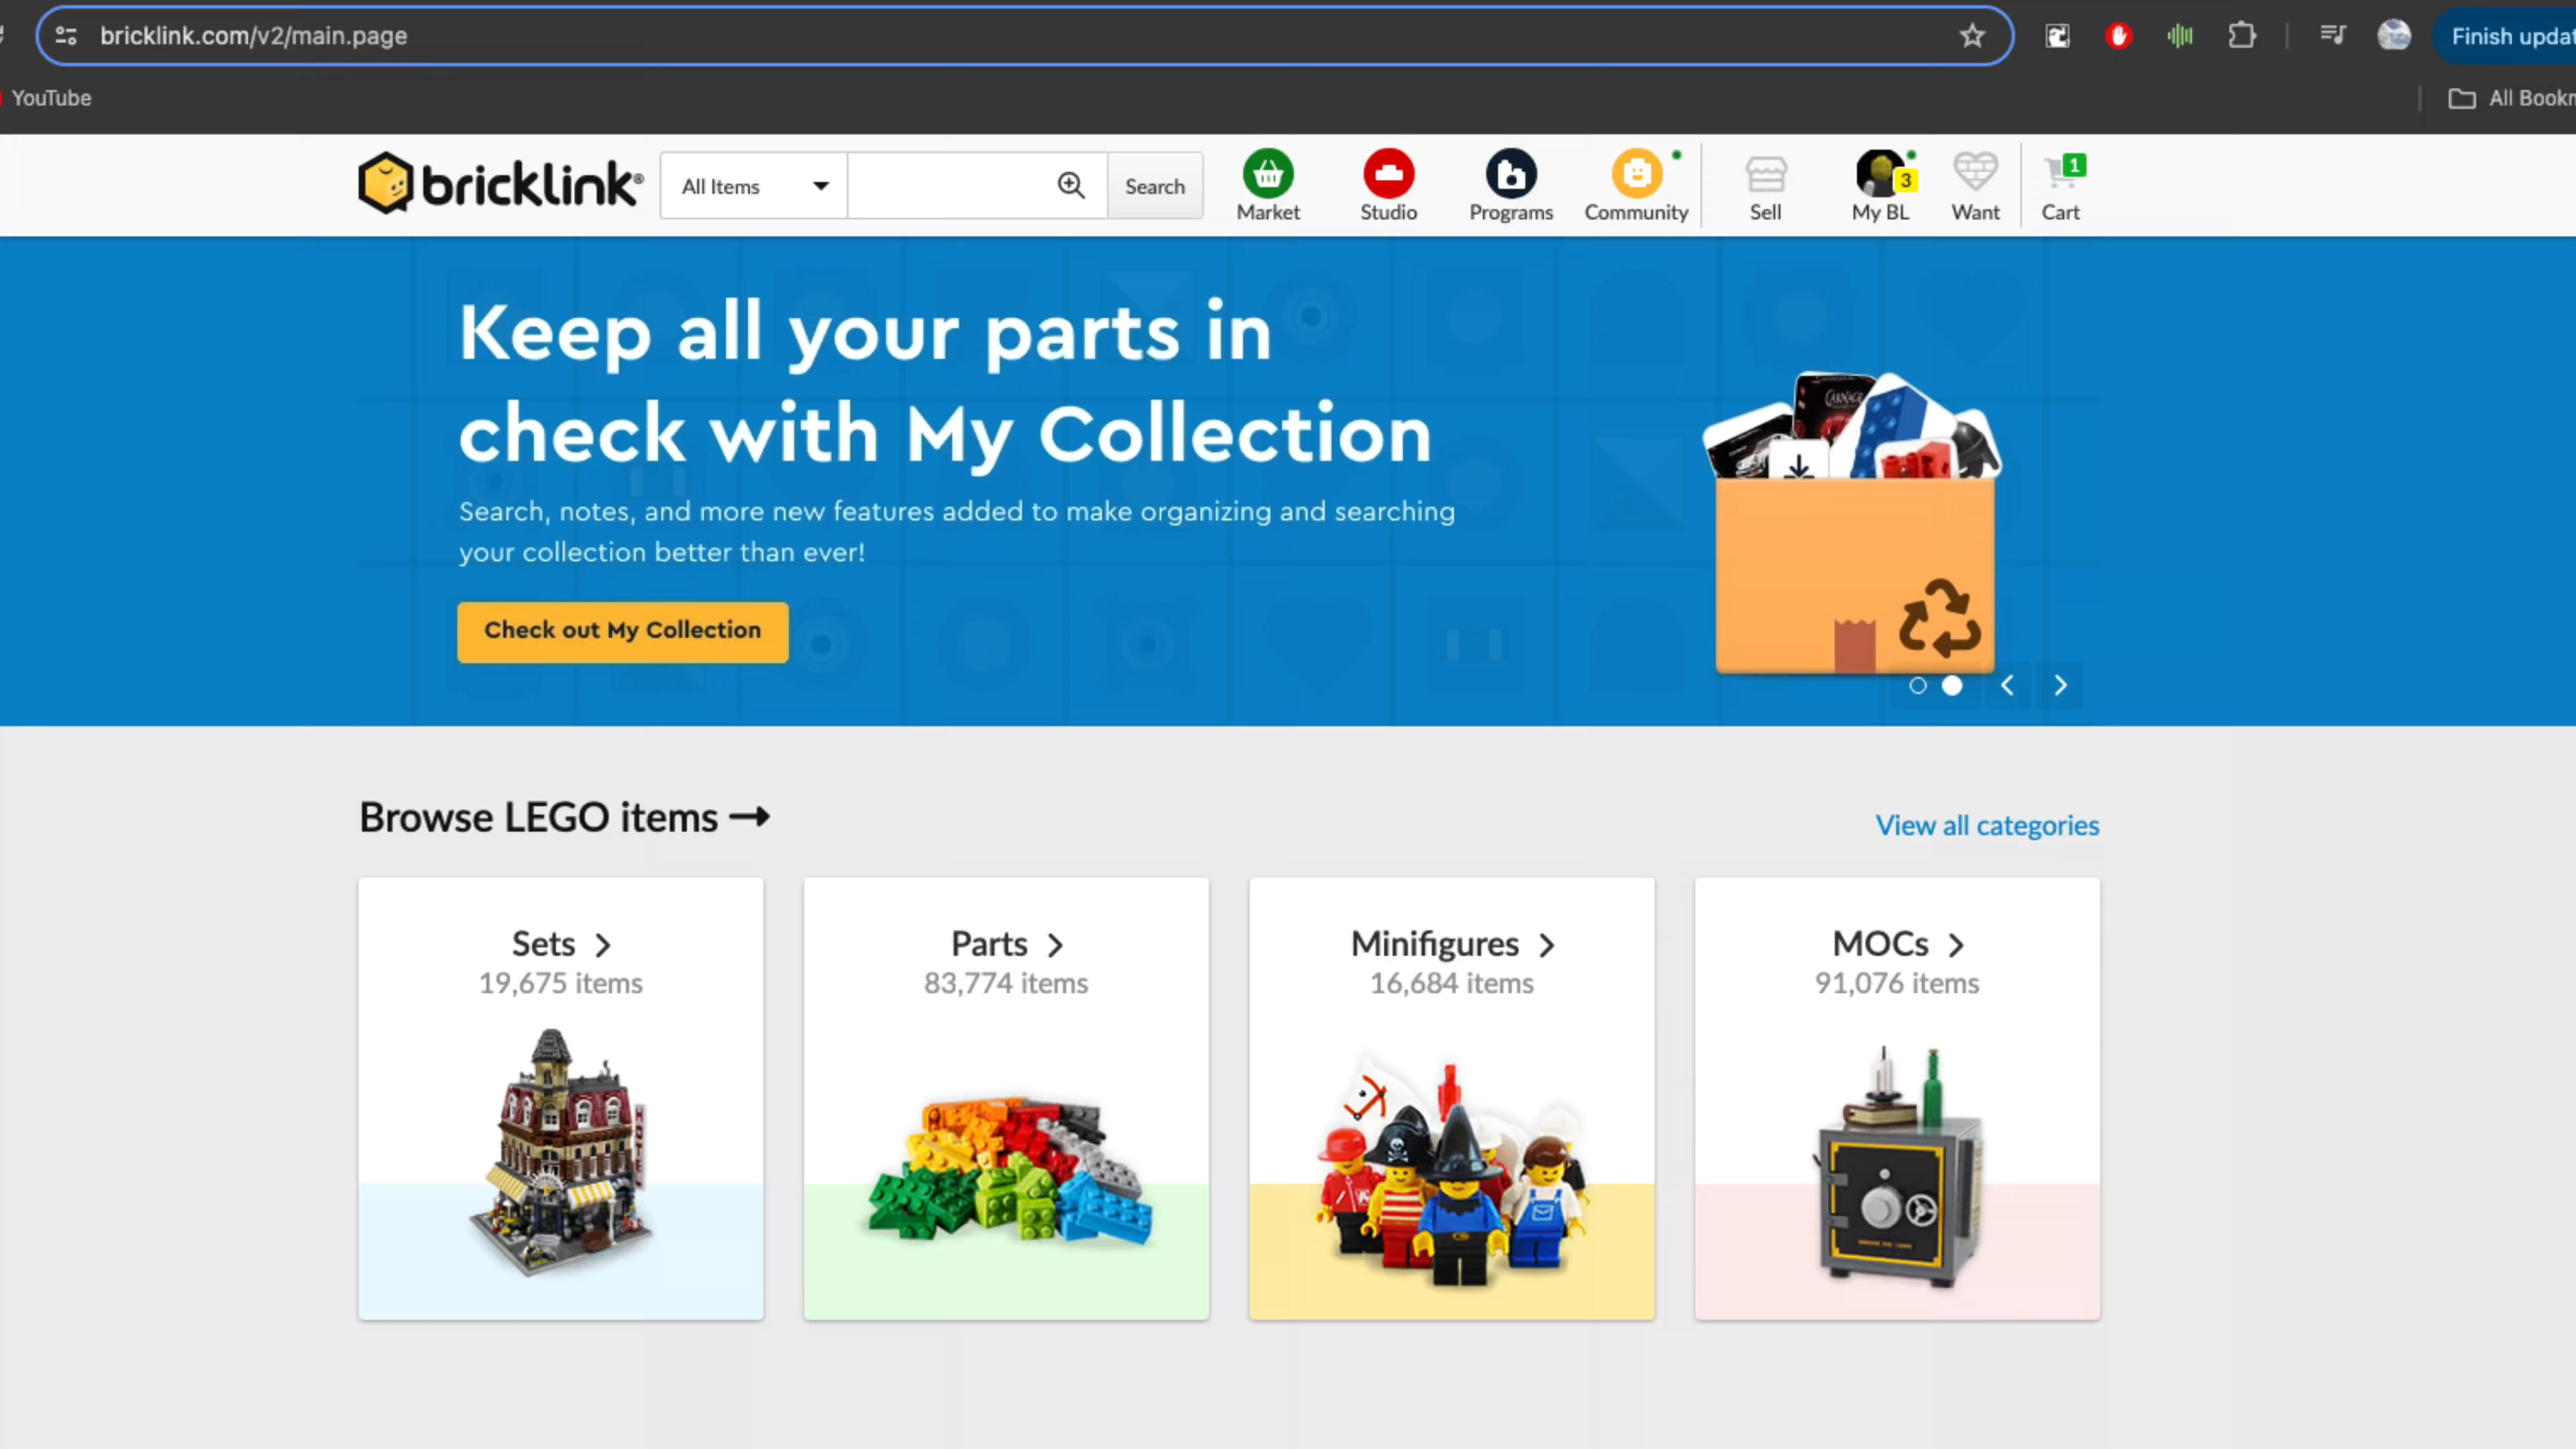 bricklink.com/v2/main.page
Finish updat
YouTube
All Bookm
bricklink®
All Items
Search
Market
Studio
Programs
Community
Sell
3
My BL
Want
1
Cart
Keep all your parts in
check with My Collection
Search, notes, and more new features added to make organizing and searching
your collection better than ever!
Check out My Collection
CARNAGE
Browse LEGO items
View all categories
Sets
19,675 items
Parts
83,774 items
Minifigures
16,684 items
MOCs
91,076 items